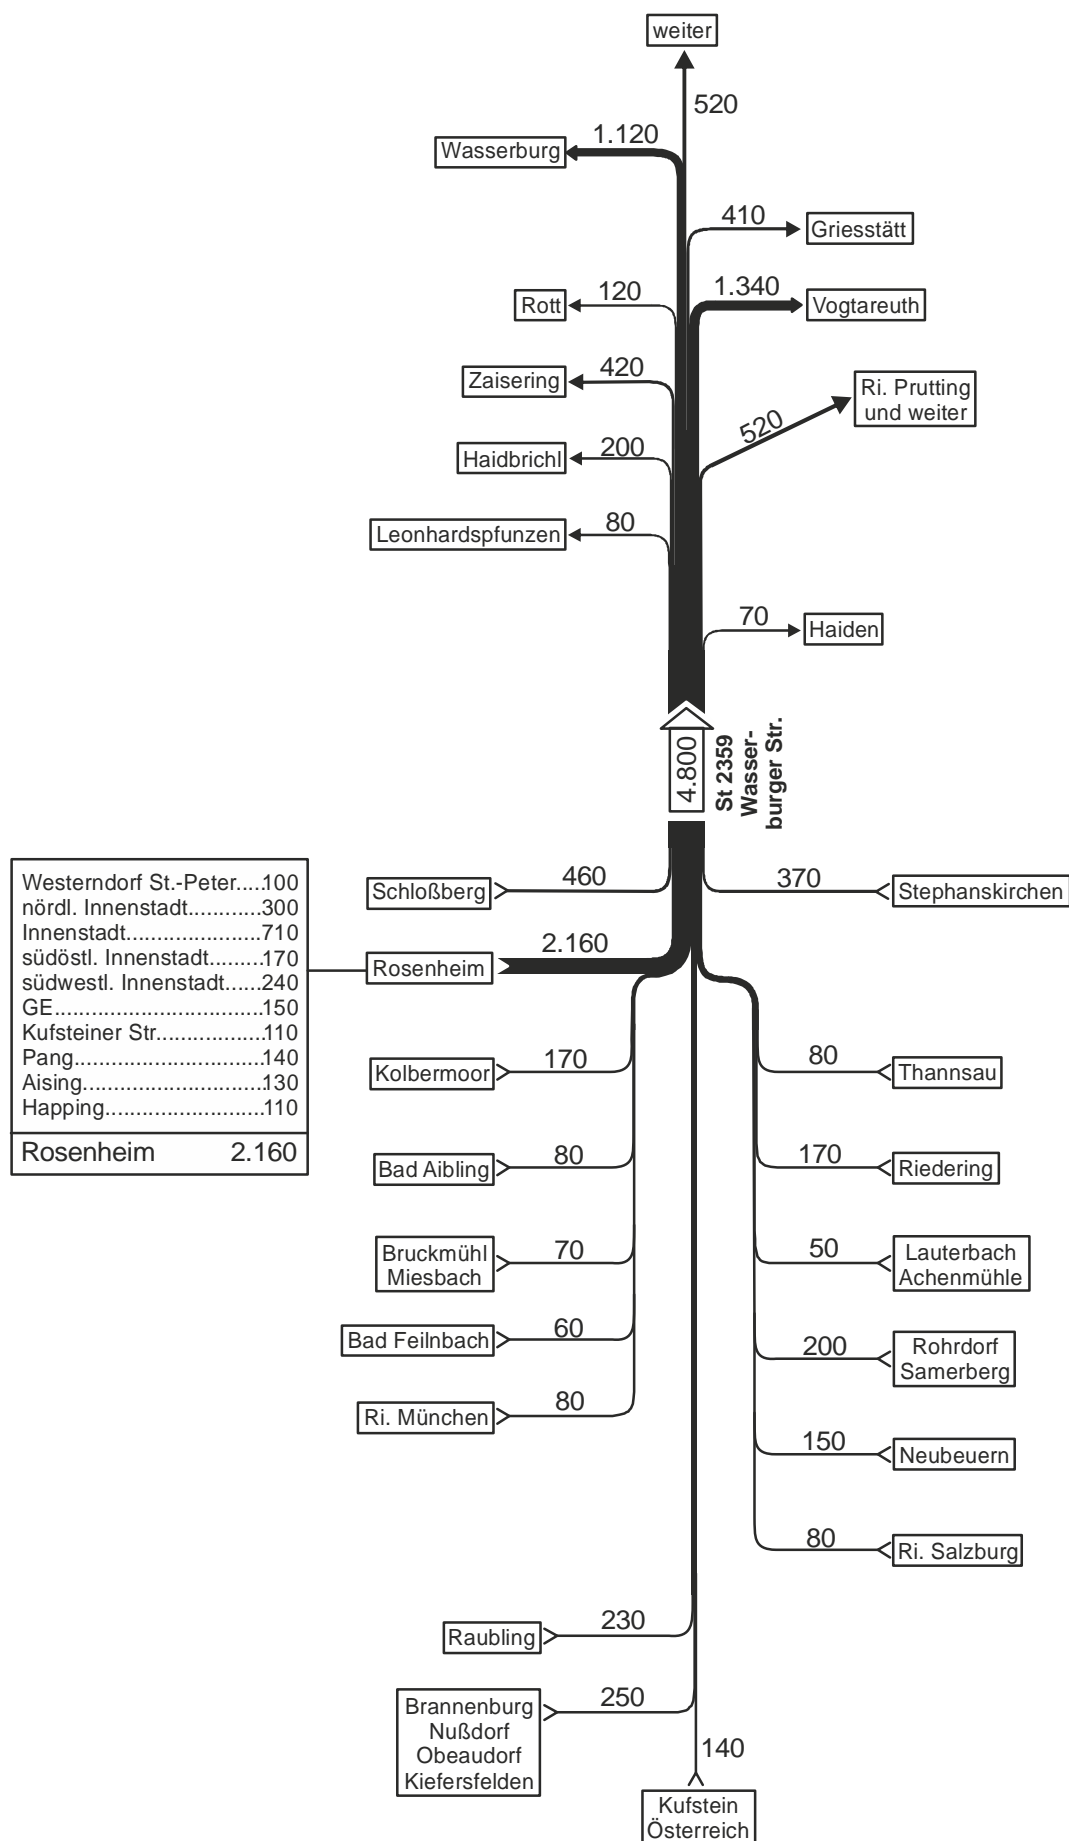 weiter
520
1.120
Wasserburg
410
Griesstätt
1.340
120
Rott
Vogtareuth
420
Zaisering
Ri. Prutting
und weiter
520
200
Haidbrichl
80
Leonhardspfunzen
70
Haiden
4.800
St 2359
Wasser-
burger Str.
Schloßberg
460
370
Stephanskirchen
Westerndorf St.-Peter.....100
nördl. Innenstadt............300
Innenstadt......................710
südöstl. Innenstadt.........170
südwestl. Innenstadt......240
GE..................................150
Kufsteiner Str..................110
Pang...............................140
Aising..............................130
Happing..........................110
Rosenheim 2.160
2.160
Rosenheim
170
Kolbermoor
80
Thannsau
80
Bad Aibling
170
Riedering
70
Bruckmühl
Miesbach
50
Lauterbach
Achenmühle
60
Bad Feilnbach
200
Rohrdorf
Samerberg
80
Ri. München
150
Neubeuern
80
Ri. Salzburg
230
Raubling
250
Brannenburg
Nußdorf
Obeaudorf
Kiefersfelden
140
Kufstein
Österreich